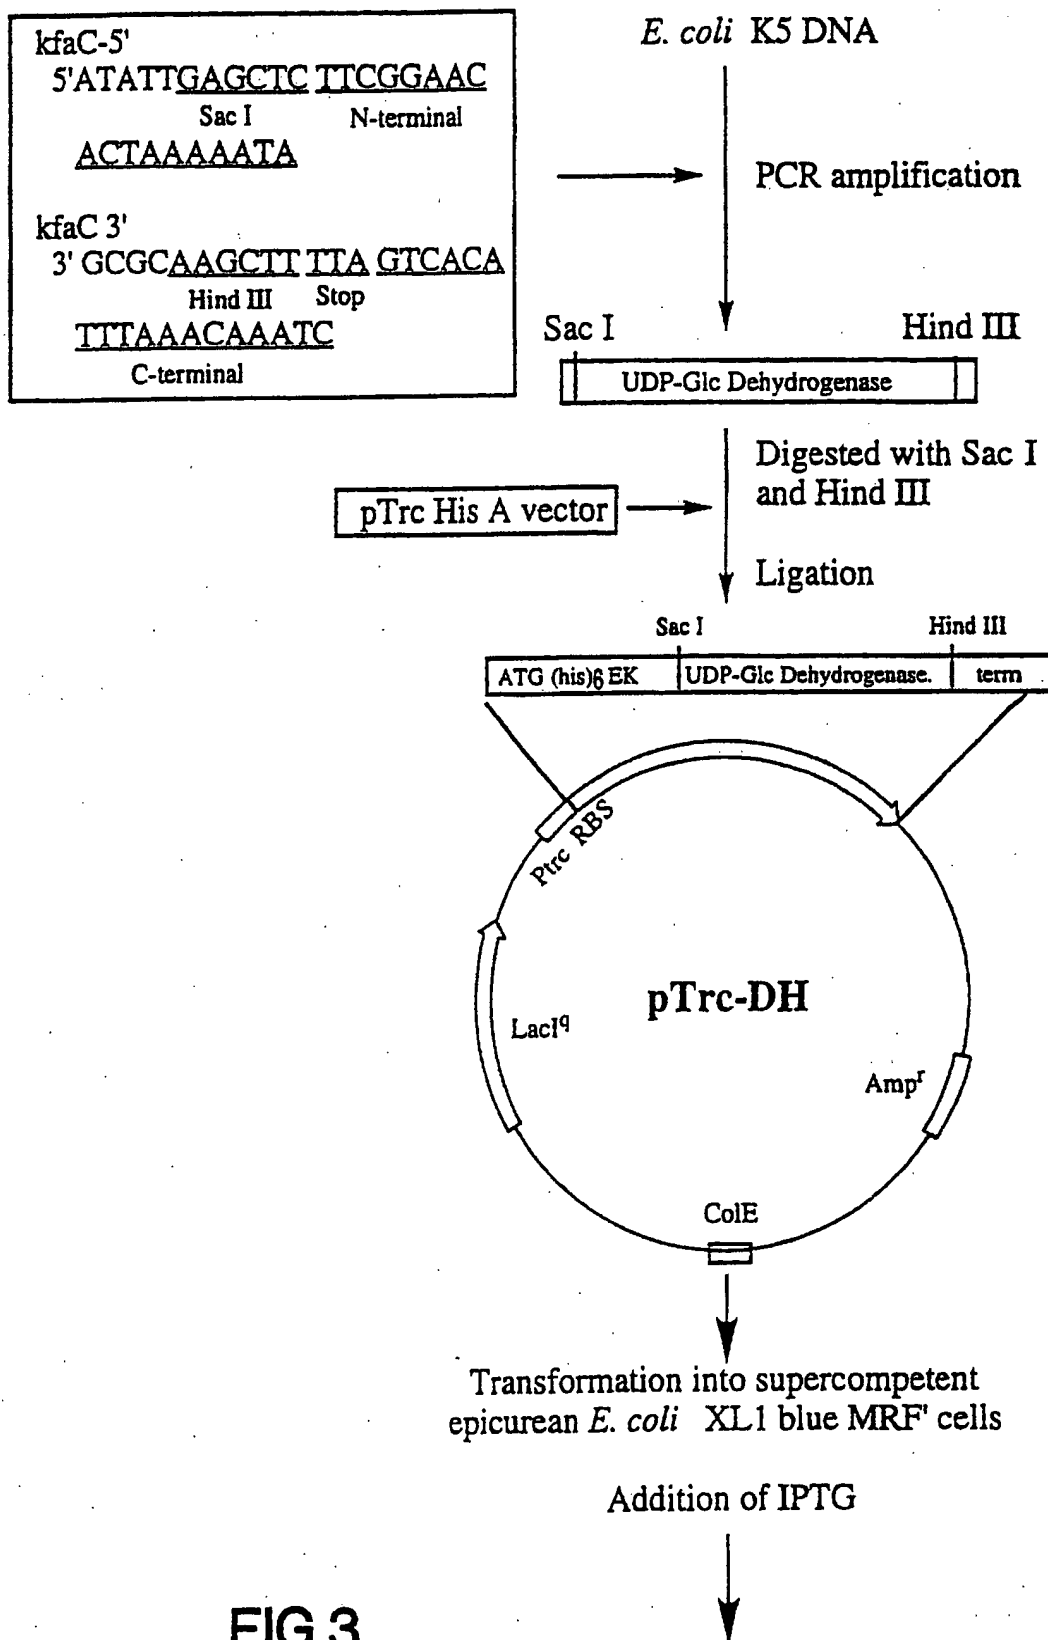 kfaC-5'
5'ATATTGAGCTC TTCGGAAC
Sac I N-terminal
ACTAAAAATA
kfaC 3'
3' GCGCAAGCTT TTA GTCACA
Hind III Stop
TTTAAACAAATC
C-terminal
E. coli K5 DNA
PCR amplification
Sac I Hind III
UDP-Glc Dehydrogenase
Digested with Sac I
and Hind III
pTrc His A vector
Ligation
Sac I Hind III
ATG (his)6 EK UDP-Glc Dehydrogenase. term
Ptrc RBS
LacIq
pTrc-DH
Ampr
ColE
Transformation into supercompetent
epicurean E. coli XL1 blue MRF' cells
Addition of IPTG
FIG.3